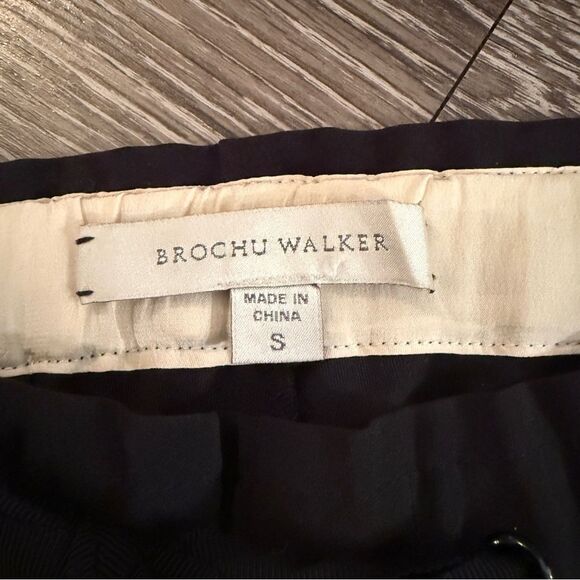 BROCHU WALKER
MADE IN
CHINA
S